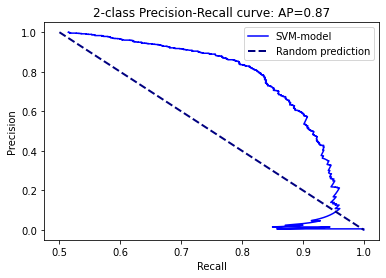 2-class Precision-Recall curve: AP=0.87
SVM-model
Random prediction
Precision
1.0
0.8
0.6
0.4
0.2
0.0
0.5
0.6
0.7
0.8
0.9
1.0
Recall